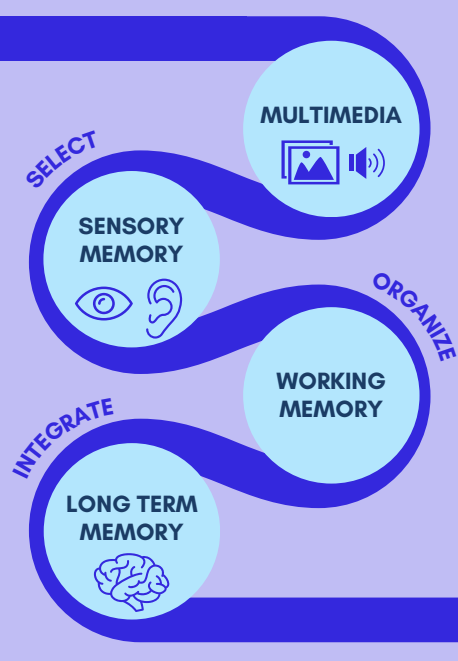 MULTIMEDIA
SELECT
SENSORY
MEMORY
ORGANIZE
WORKING
MEMORY
INTEGRATE
LONG TERM
MEMORY